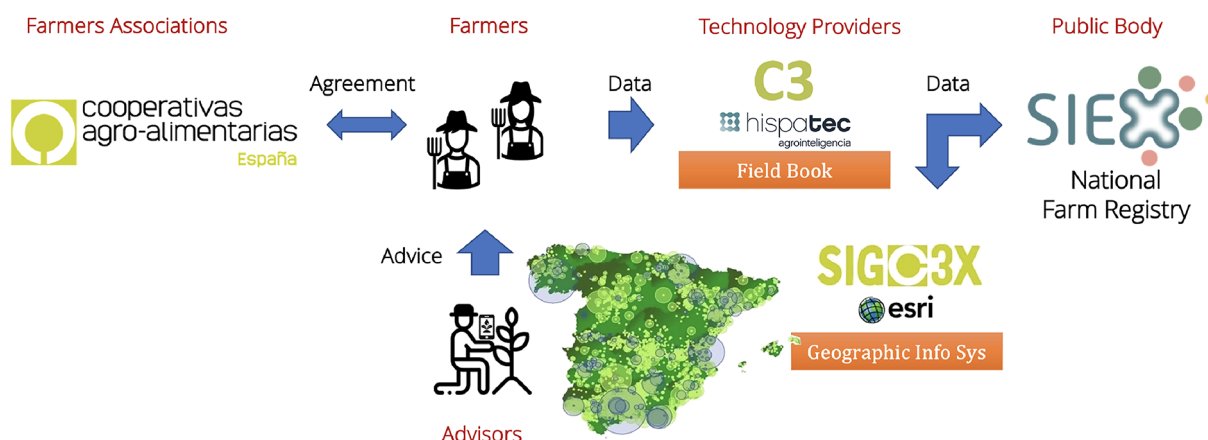 Farmers Associations
Farmers
Technology Providers
Public Body
cooperativas
agro-alimentarias
España
Agreement
Data
C3
hispatec
agrointeligencia
Field Book
Data
SIEX
National
Farm Registry
Advice
SIGC3X
esri
Geographic Info Sys
Advisors